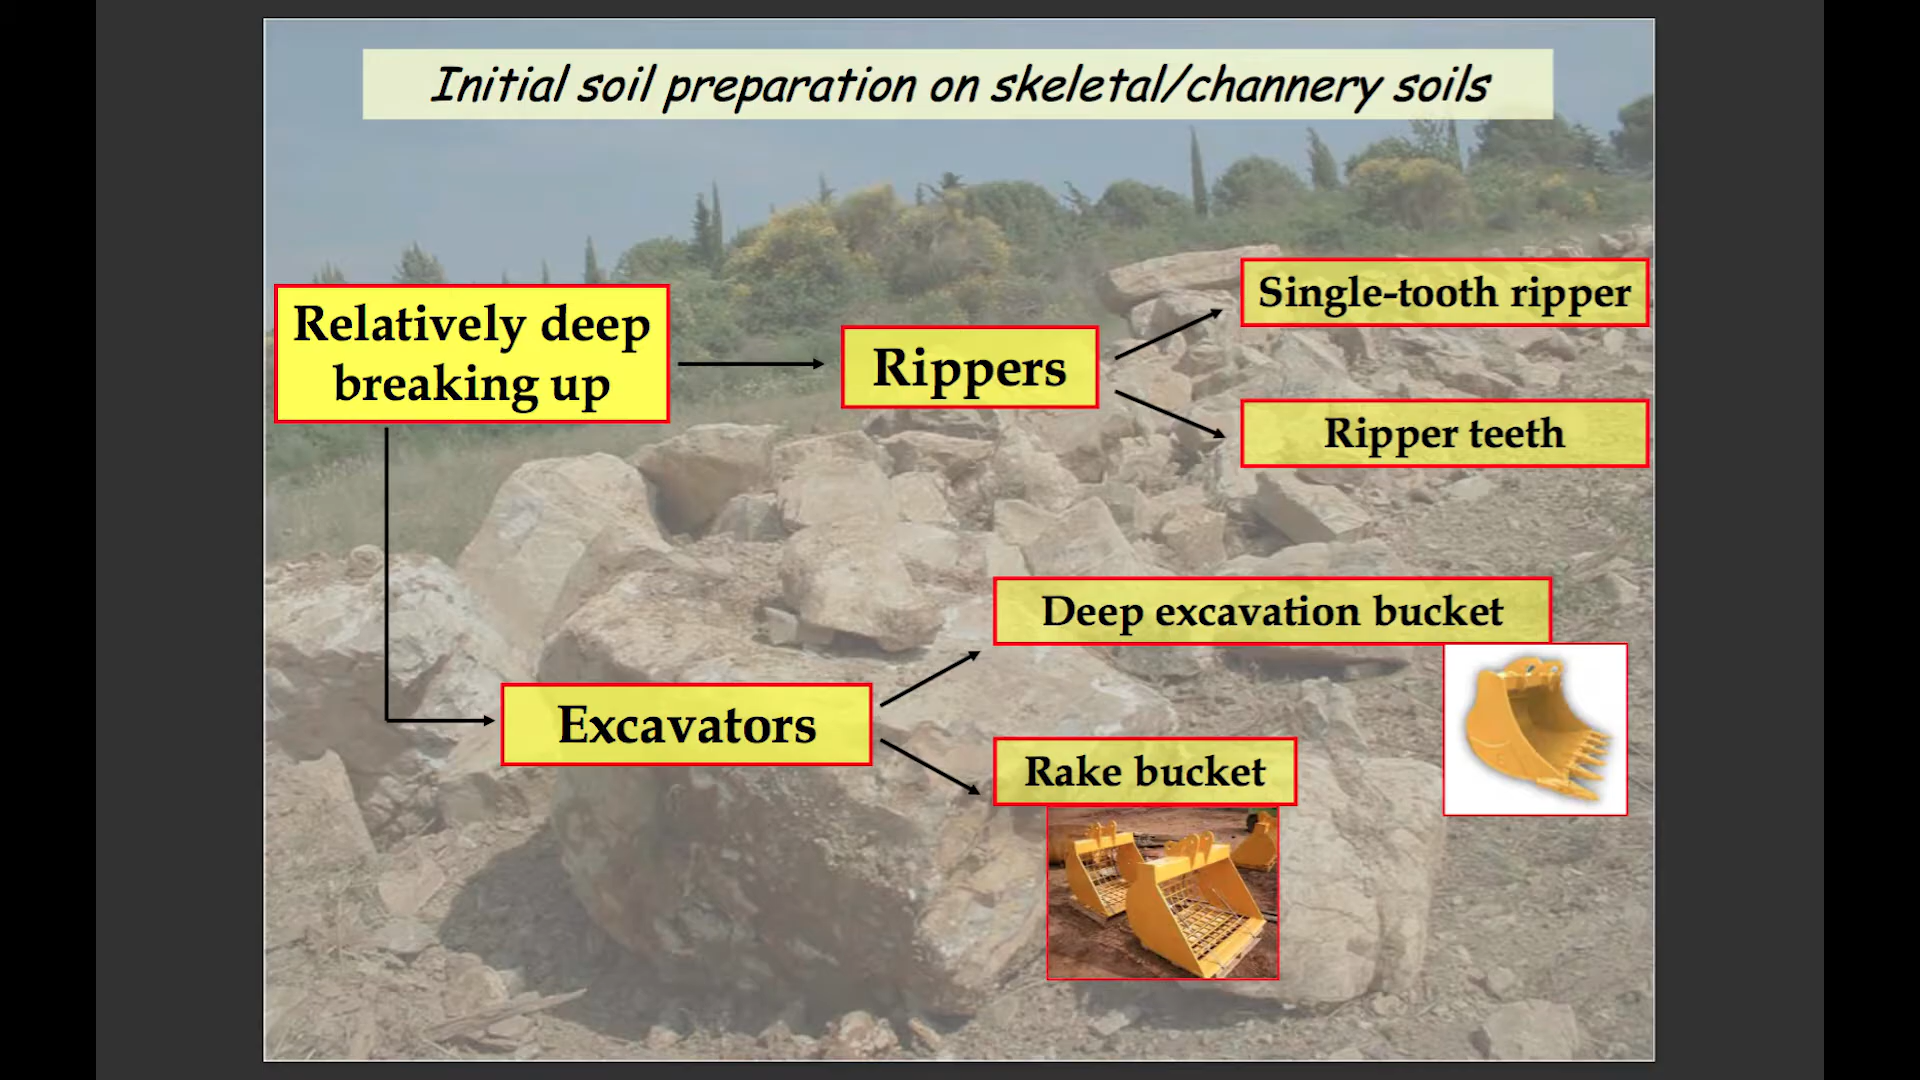 Initial soil preparation on skeletal/channery soils
Relatively deep
breaking up
Rippers
Single-tooth ripper
Ripper teeth
Excavators
Deep excavation bucket
Rake bucket